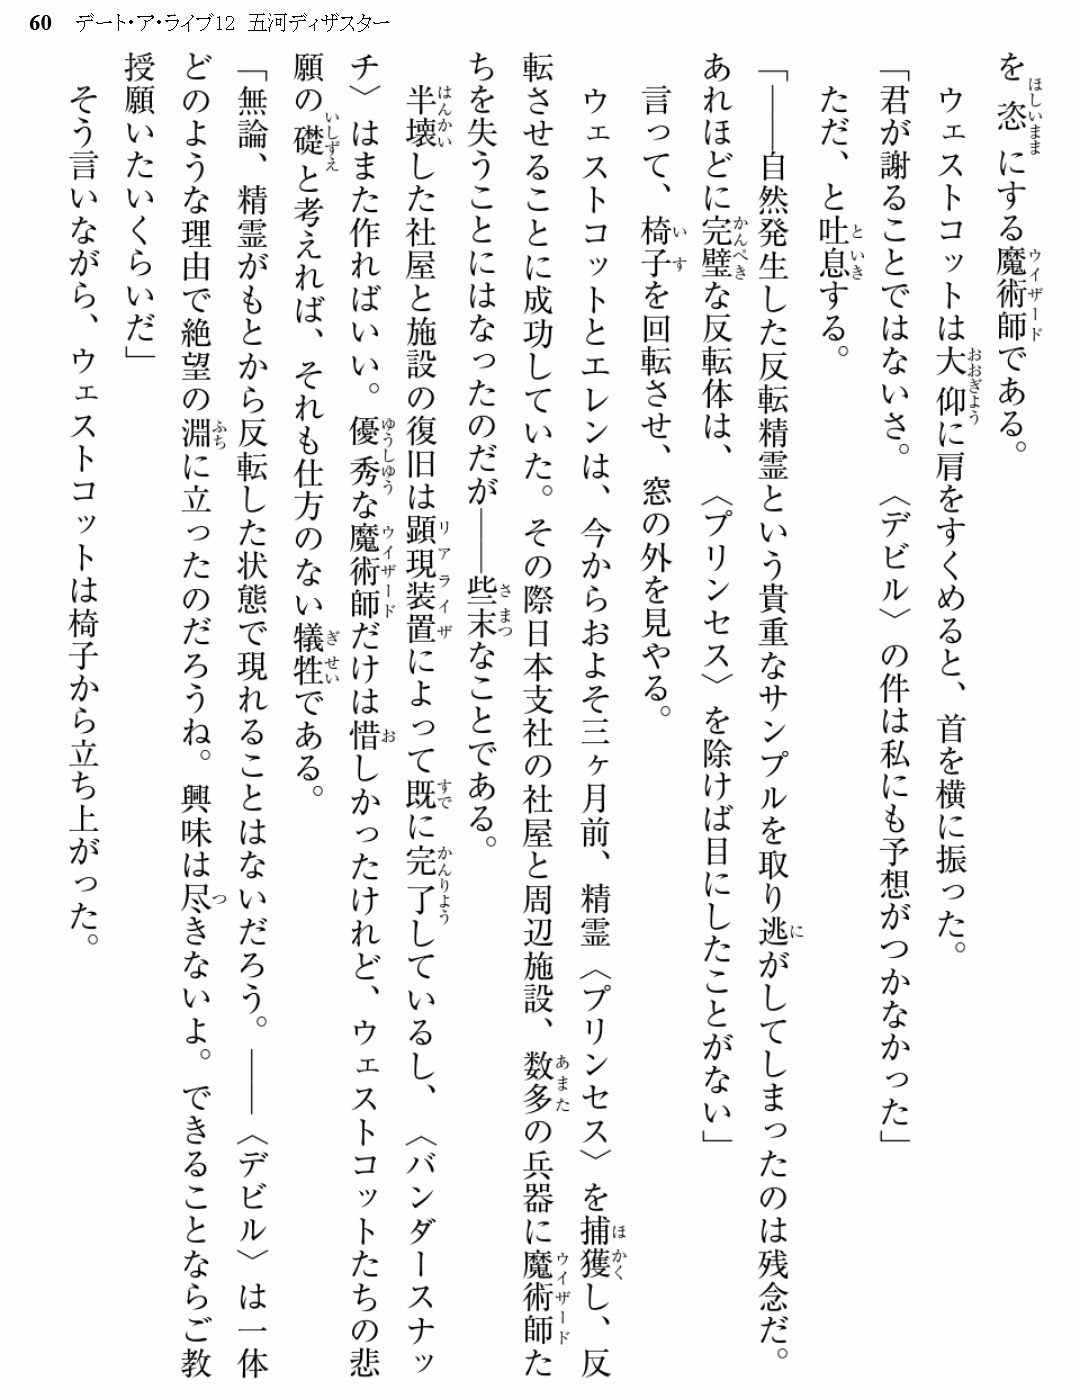 60 デート・ア・ライブ12 五河ディザスター
を恣にする魔術師である。
ウェストコットは大仰に肩をすくめると、首を横に振った。
「君が謝ることではないさ。〈デビル〉の件は私にも予想がつかなかった」
ただ、と吐息する。
「――自然発生した反転精霊という貴重なサンプルを取り逃がしてしまったのは残念だ。
あれほどに完璧な反転体は、〈プリンセス〉を除けば目にしたことがない」
言って、椅子を回転させ、窓の外を見やる。
ウェストコットとエレンは、今からおよそ三ヶ月前、精霊〈プリンセス〉を捕獲し、反
転させることに成功していた。その際日本支社の社屋と周辺施設、数多の兵器に魔術師た
ちを失うことにはなったのだが――些末なことである。
半壊した社屋と施設の復旧は顕現装置によって既に完了しているし、〈バンダースナッ
チ〉はまた作ればいい。優秀な魔術師だけは惜しかったけれど、ウェストコットたちの悲
願の礎と考えれば、それも仕方のない犠牲である。
「無論、精霊がもとから反転した状態で現れることはないだろう。――〈デビル〉は一体
どのような理由で絶望の淵に立ったのだろうね。興味は尽きないよ。できることならご教
授願いたいくらいだ」
そう言いながら、ウェストコットは椅子から立ち上がった。